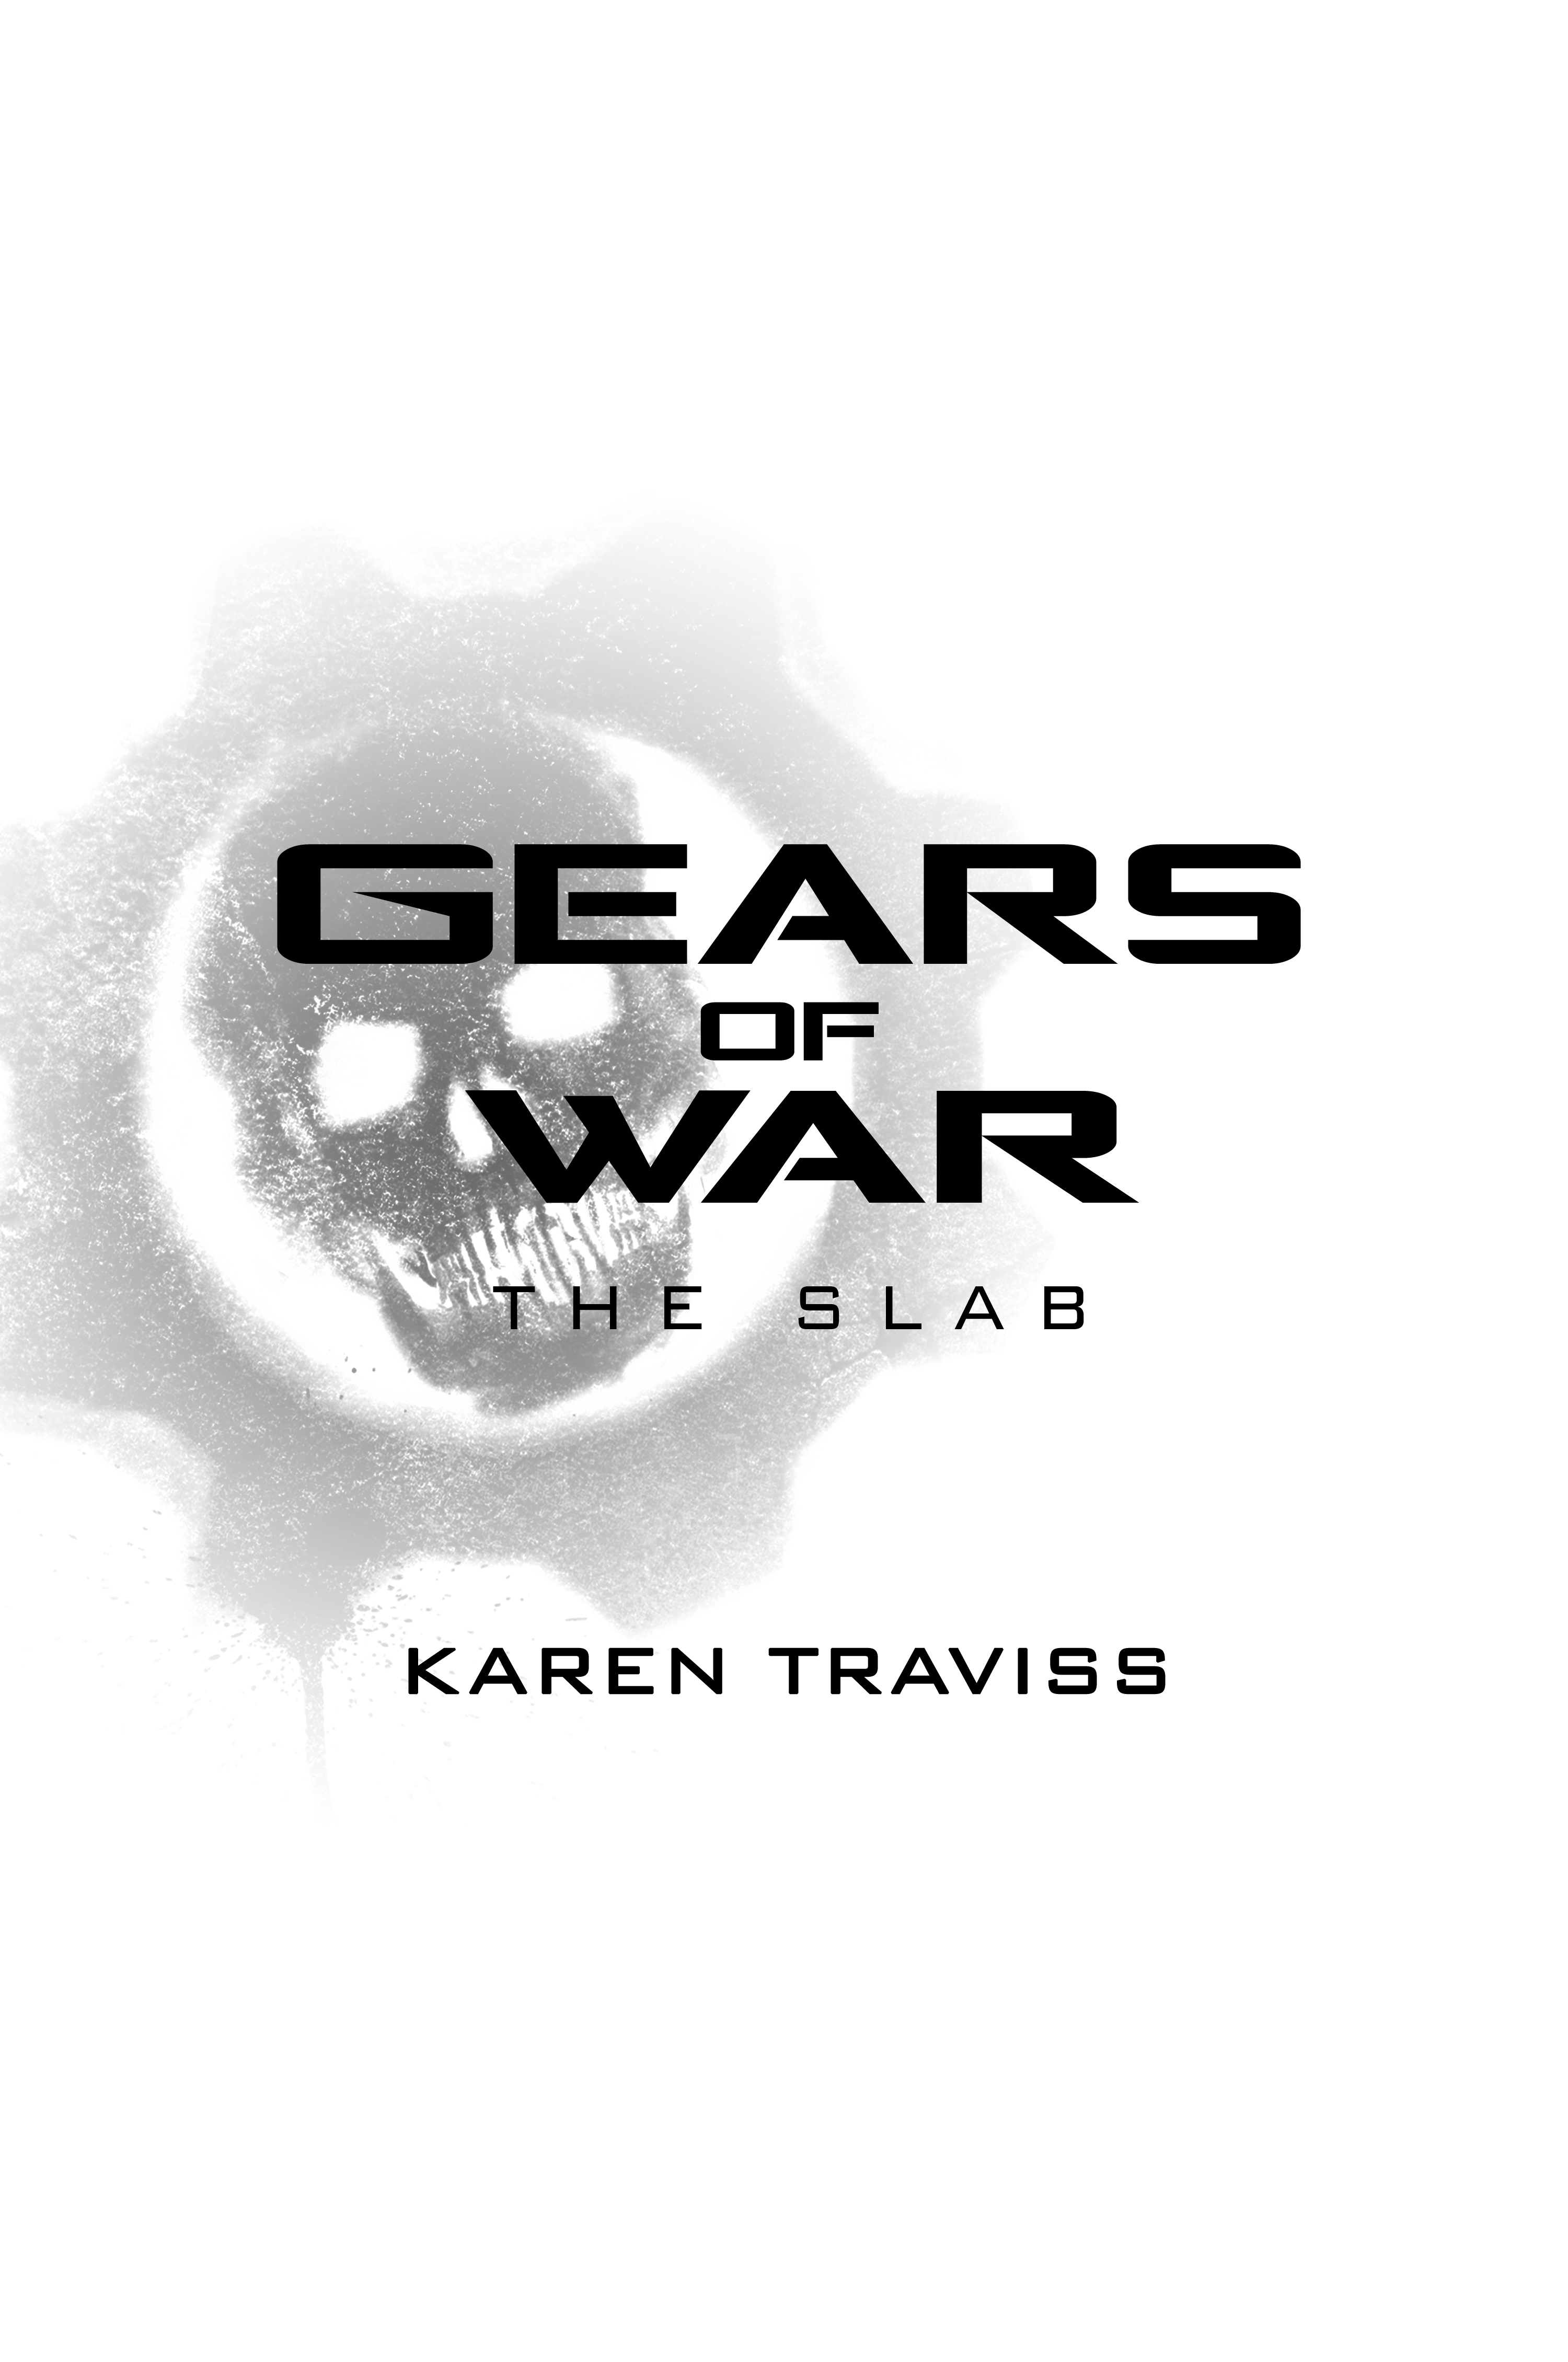 GEARS
OF
WAR
THE SLAB
KAREN TRAVISS